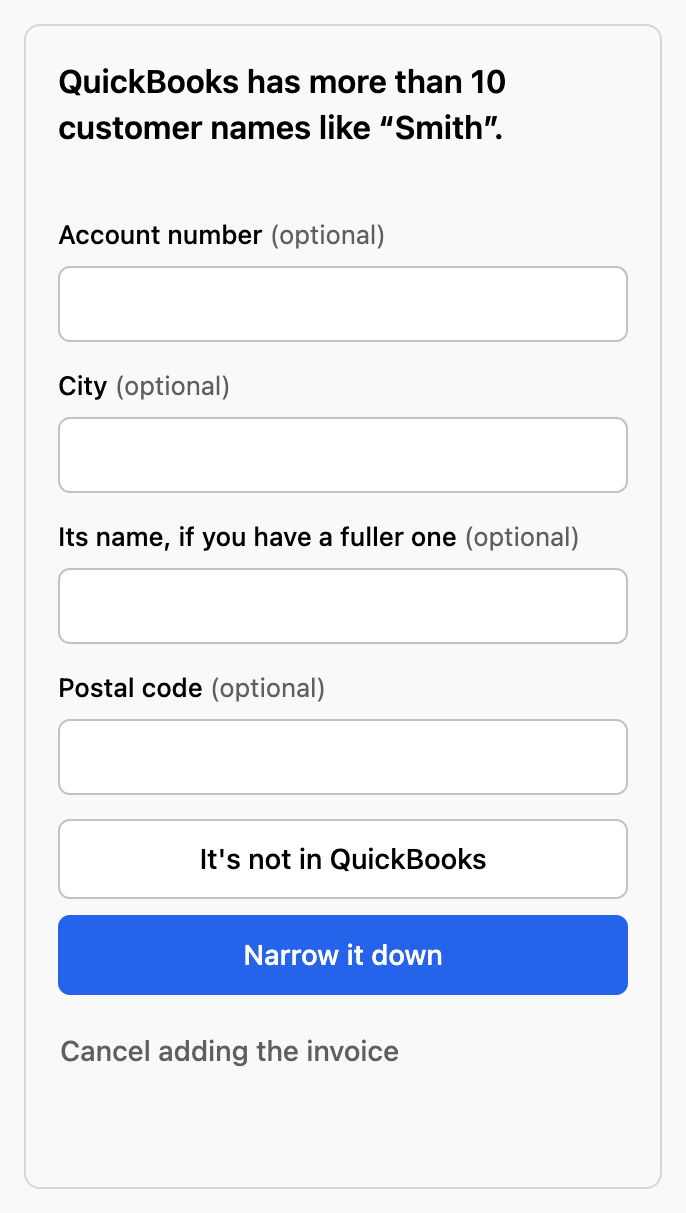 QuickBooks has more than 10
customer names like “Smith”.
Account number (optional)
City (optional)
Its name, if you have a fuller one (optional)
Postal code (optional)
It's not in QuickBooks
Narrow it down
Cancel adding the invoice